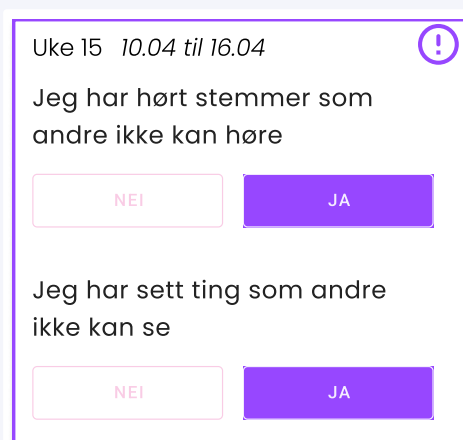 Uke 15 10.04 til 16.04
Jeg har hørt stemmer som
andre ikke kan høre
NEI JA
Jeg har sett ting som andre
ikke kan se
NEI JA